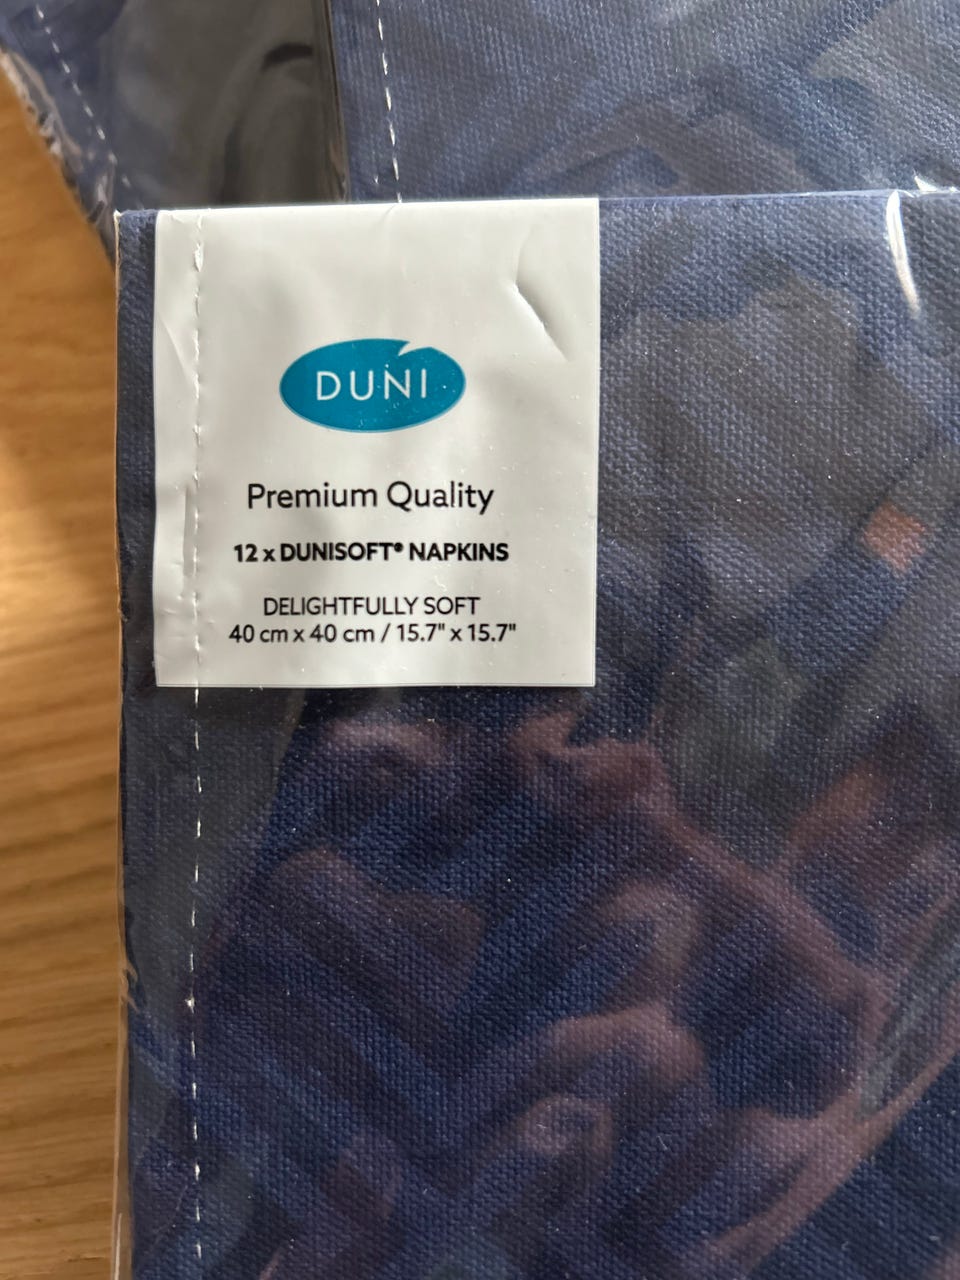 DUNI
Premium Quality
12 x DUNISOFT® NAPKINS
DELIGHTFULLY SOFT
40 cm x 40 cm / 15.7" x 15.7"